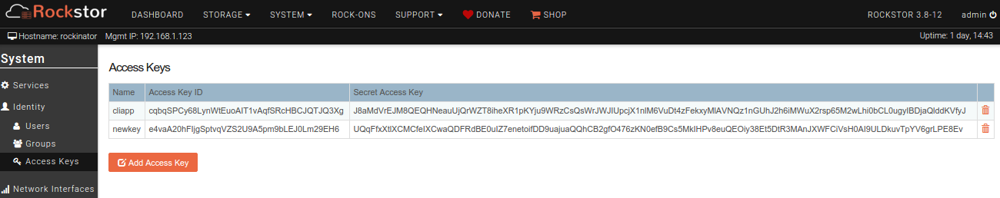 Rockstor DASHBOARD STORAGE SYSTEM ROCK-ONS SUPPORT DONATE SHOP ROCKSTOR 3.8-12 admin
Hostname: rockinator Mgmt IP: 192.168.1.123 Uptime: 1 day, 14:43
System
Services
Identity
Users
Groups
Access Keys
Network Interfaces
Access Keys
Name Access Key ID Secret Access Key
cliapp cqbqSPCy68LynWtEuoAIT1vAqfSRcHBCJQTJQ3Xg J8aMdVrEJM8QEQHNeauUjQrWZT8iheXR1pKYju9WRzCsQsWrJWJIUpcjX1nlM6VuDt4zFekxyMlAVNQz1nGUhJ2h6iMWuX2rsp65M2wLhi0bCL0ugyIBDjaQlddKVfyJ
newkey e4vaA20hFIjgSptvqVZS2U9A5pm9bLEJ0Lm29EH6 UQqFfxXtlXCMCfeIXCwaQDFRdBE0uIZ7enetoifDD9uajuaQQhCB2gfO476zKN0efB9Cs5MkIHPv8euQEOiy38Et5DtR3MAnJXWFCiVsH0AI9ULDkuvTpYV6grLPE8Ev
Add Access Key